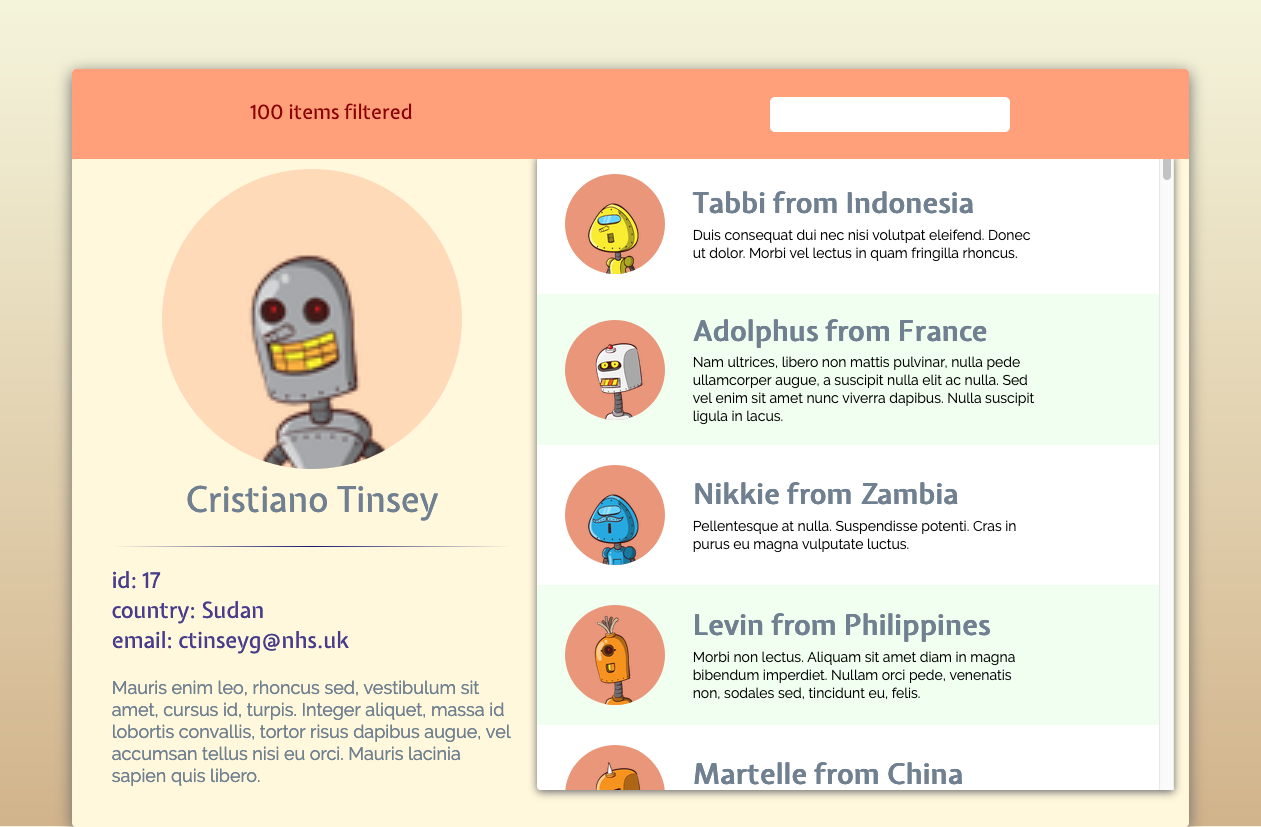 100 items filtered
Cristiano Tinsey
id: 17
country: Sudan
email: ctinseyg@nhs.uk
Mauris enim leo, rhoncus sed, vestibulum sit
amet, cursus id, turpis. Integer aliquet, massa id
lobortis convallis, tortor risus dapibus augue, vel
accumsan tellus nisi eu orci. Mauris lacinia
sapien quis libero.
Tabbi from Indonesia
Duis consequat dui nec nisi volutpat eleifend. Donec
ut dolor. Morbi vel lectus in quam fringilla rhoncus.
Adolphus from France
Nam ultrices, libero non mattis pulvinar, nulla pede
ullamcorper augue, a suscipit nulla elit ac nulla. Sed
vel enim sit amet nunc viverra dapibus. Nulla suscipit
ligula in lacus.
Nikkie from Zambia
Pellentesque at nulla. Suspendisse potenti. Cras in
purus eu magna vulputate luctus.
Levin from Philippines
Morbi non lectus. Aliquam sit amet diam in magna
bibendum imperdiet. Nullam orci pede, venenatis
non, sodales sed, tincidunt eu, felis.
Martelle from China